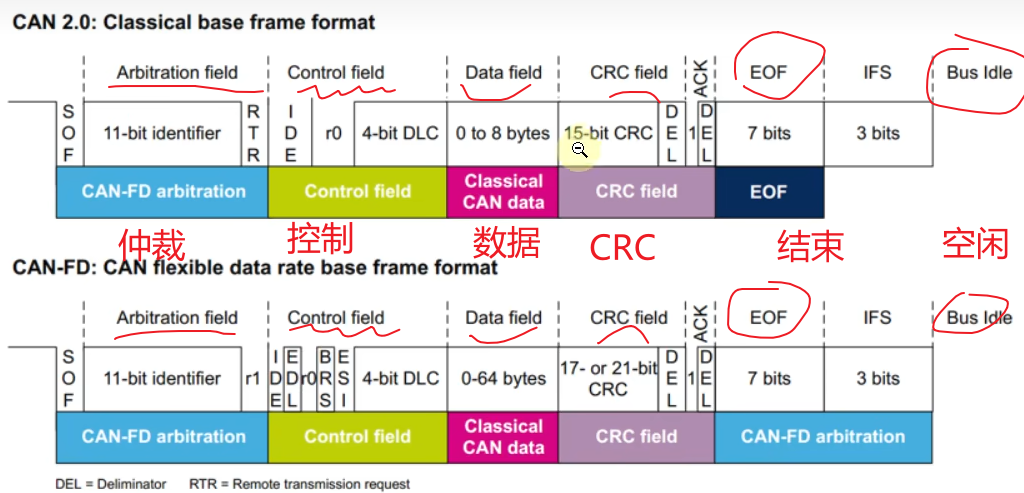 CAN 2.0: Classical base frame format
Arbitration field Control field Data field CRC field ACK EOF IFS Bus Idle
SOF 11-bit identifier RTR IDE r0 4-bit DLC 0 to 8 bytes 15-bit CRC DEL 1 DEL 7 bits 3 bits
CAN-FD arbitration Control field Classical CAN data CRC field EOF
仲裁 控制 数据 CRC 结束 空闲
CAN-FD: CAN flexible data rate base frame format
Arbitration field Control field Data field CRC field ACK EOF IFS Bus Idle
SOF 11-bit identifier r1 IDE EDL r0 BRS ESI 4-bit DLC 0-64 bytes 17- or 21-bit CRC DEL 1 DEL 7 bits 3 bits
CAN-FD arbitration Control field Classical CAN data CRC field CAN-FD arbitration
DEL = Deliminator RTR = Remote transmission request